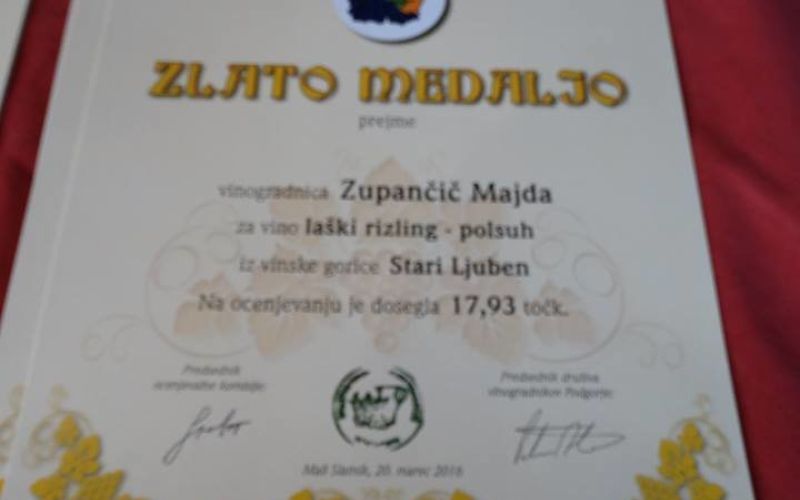 ZLATO MEDALJO
prejme
vinogradnica Zupančič Majda
za vino laški rizling - polsuh
iz vinske gorice Stari Ljuben
Na ocenjevanju je dosegla 17,93 točk.
Predsednik
ocenjevalne komisije:
Predsednik društva
vinogradnikov Podgorje:
Mali Slatnik, 20. marec 2016